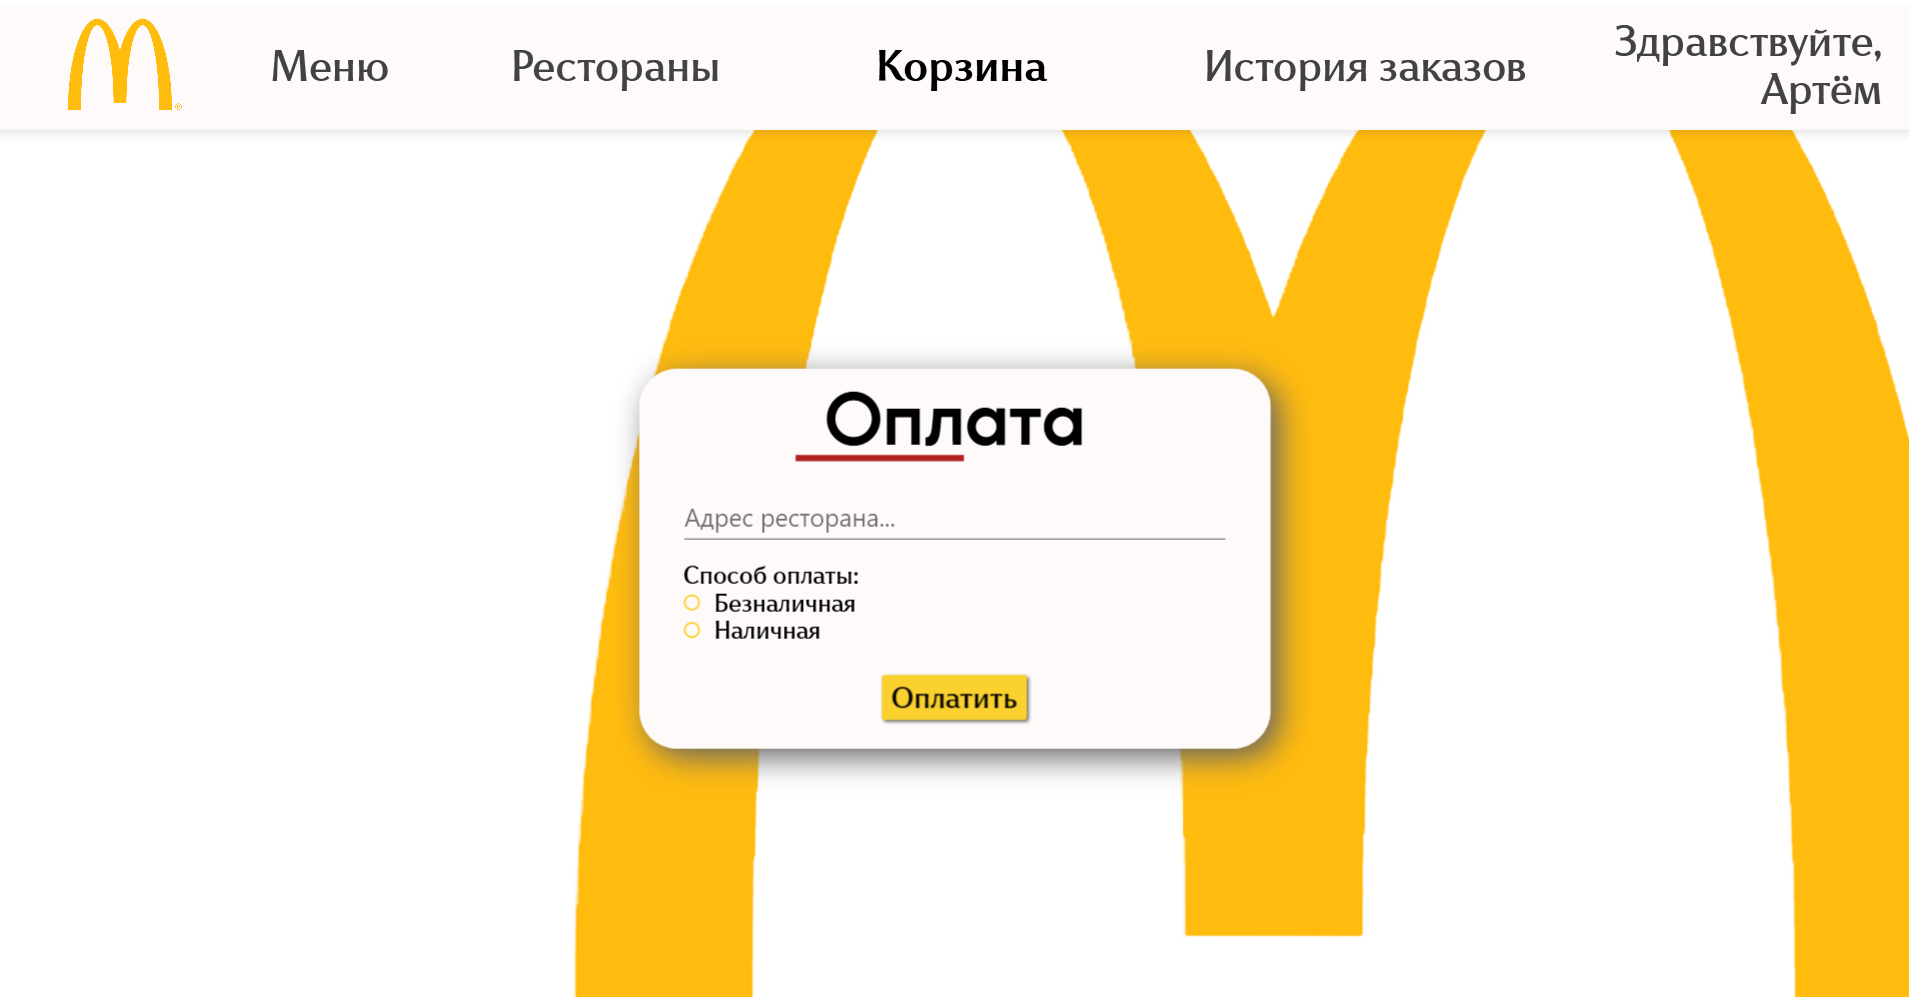 Меню
Рестораны
Корзина
История заказов
Здравствуйте,
Артём
Оплата
Адрес ресторана...
Способ оплаты:
Безналичная
Наличная
Оплатить